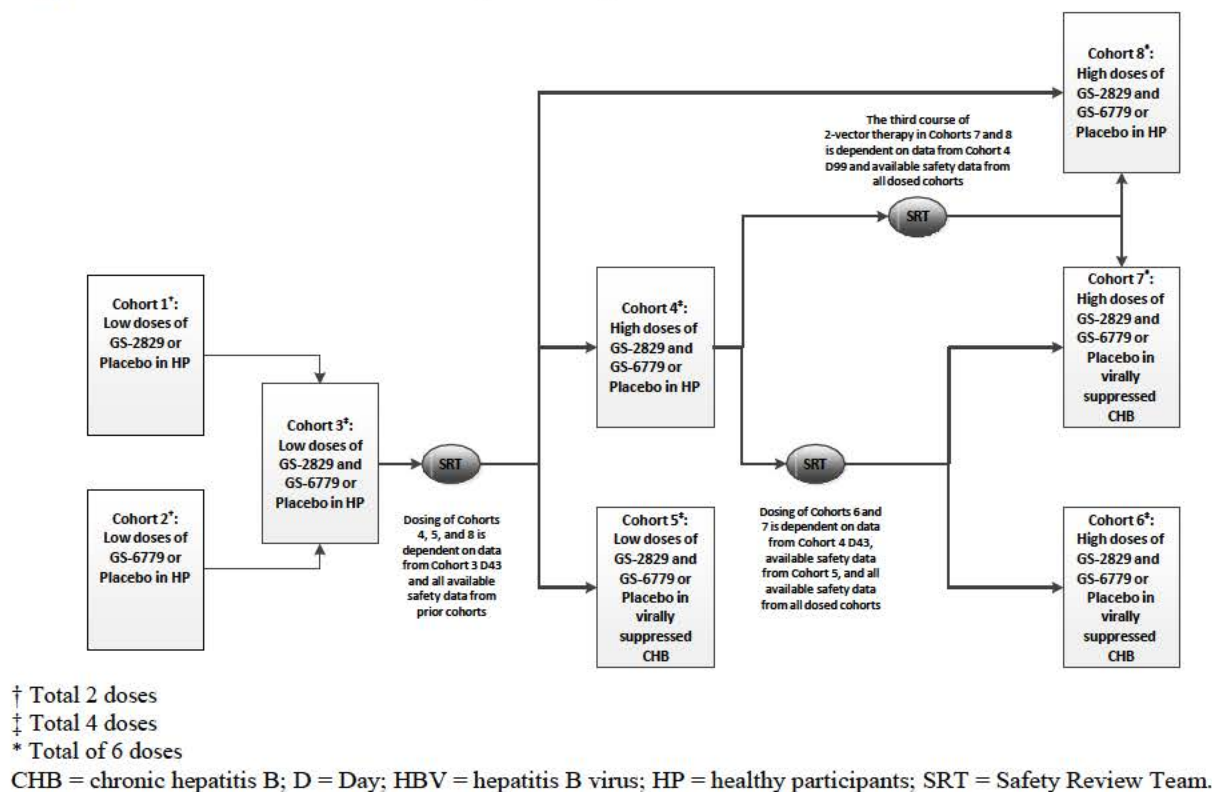 Cohort 8*:
High doses of
GS-2829 and
GS-6779 or
Placebo in HP
The third course of
2-vector therapy in Cohorts 7 and 8
is dependent on data from Cohort 4
D99 and available safety data from
all dosed cohorts
SRT
Cohort 1†:
Low doses of
GS-2829 or
Placebo in HP
Cohort 2†:
Low doses of
GS-6779 or
Placebo in HP
Cohort 3‡:
Low doses of
GS-2829 and
GS-6779 or
Placebo in HP
SRT
Dosing of Cohorts
4, 5, and 8 is
dependent on data
from Cohort 3 D43
and all available
safety data from
prior cohorts
Cohort 4‡:
High doses of
GS-2829 and
GS-6779 or
Placebo in HP
Cohort 5‡:
Low doses of
GS-2829 and
GS-6779 or
Placebo in
virally
suppressed
CHB
SRT
Dosing of Cohorts 6 and
7 is dependent on data
from Cohort 4 D43,
available safety data
from Cohort 5, and all
available safety data
from all dosed cohorts
Cohort 7*:
High doses of
GS-2829 and
GS-6779 or
Placebo in
virally
suppressed
CHB
Cohort 6‡:
High doses of
GS-2829 and
GS-6779 or
Placebo in
virally
suppressed
CHB
† Total 2 doses
‡ Total 4 doses
* Total of 6 doses
CHB = chronic hepatitis B; D = Day; HBV = hepatitis B virus; HP = healthy participants; SRT = Safety Review Team.